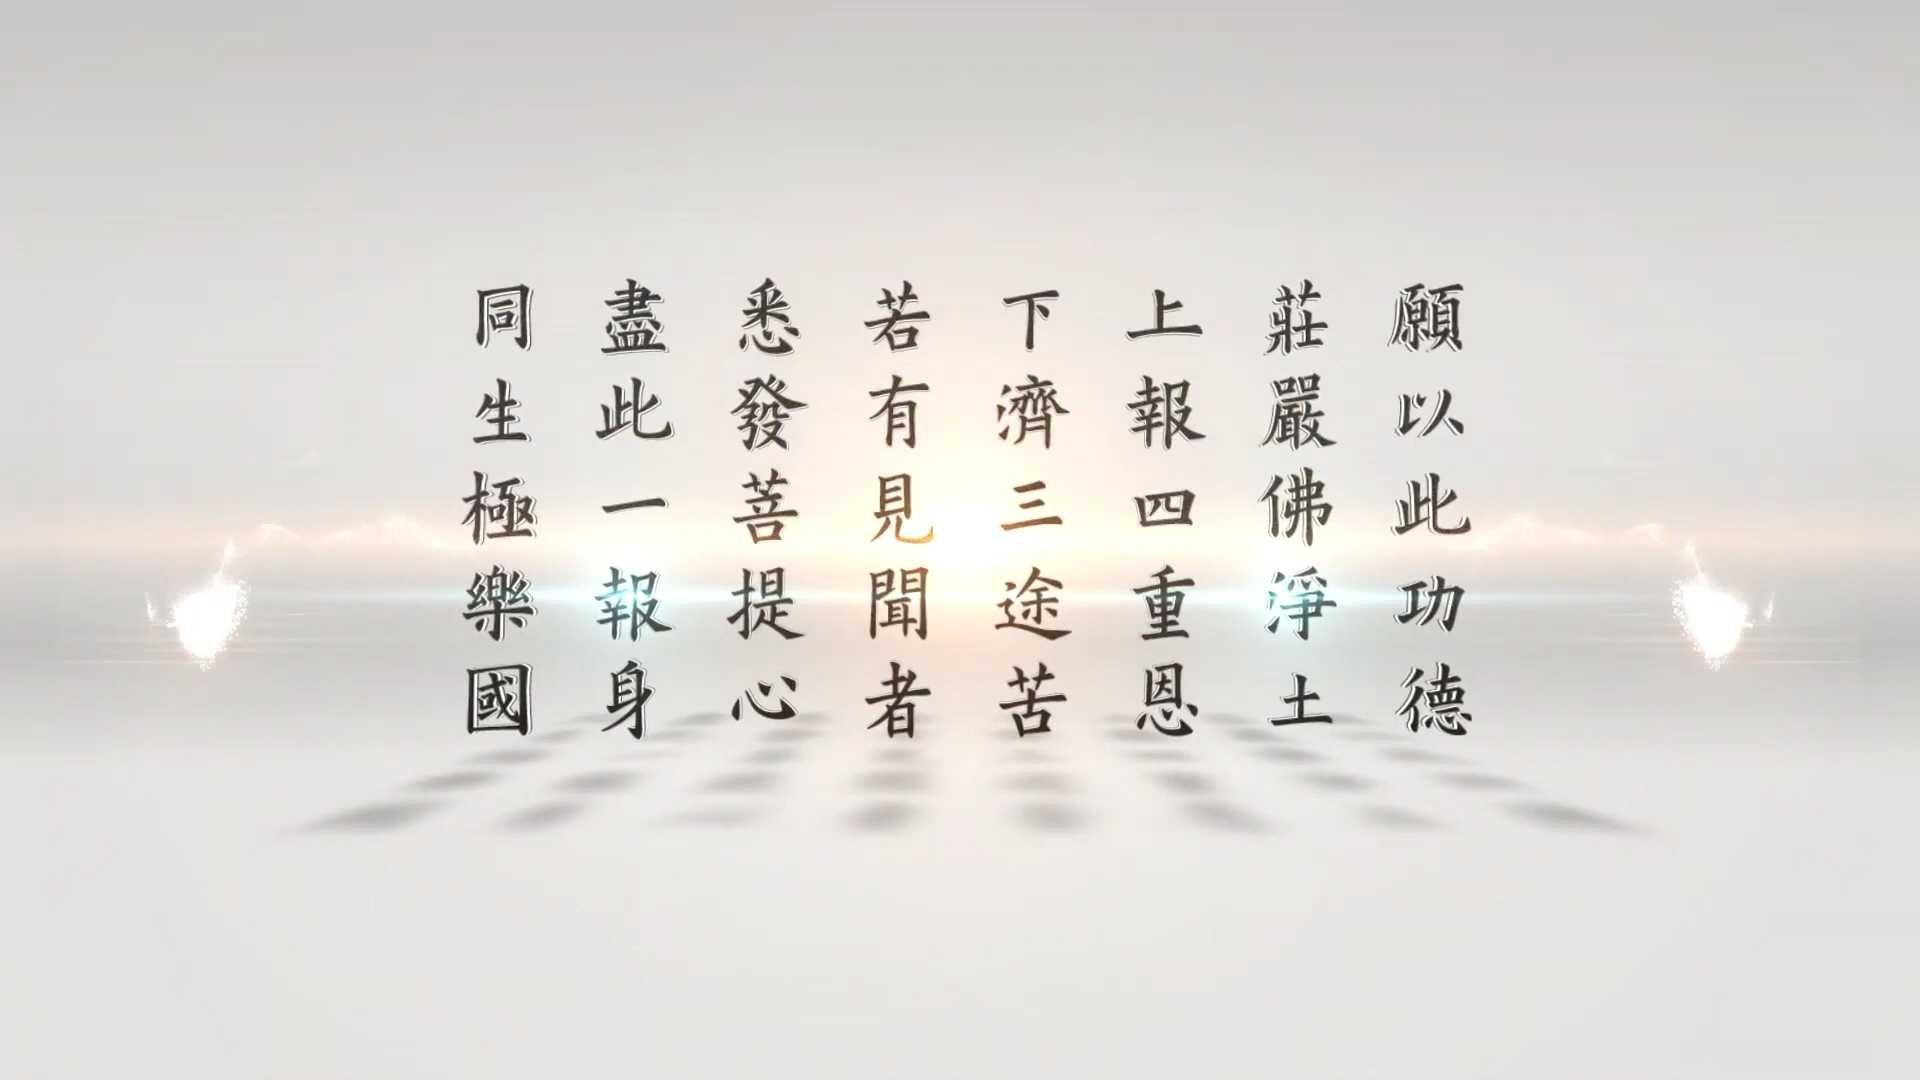 願以此功德
莊嚴佛淨土
上報四重恩
下濟三途苦
若有見聞者
悉發菩提心
盡此一報身
同生極樂國